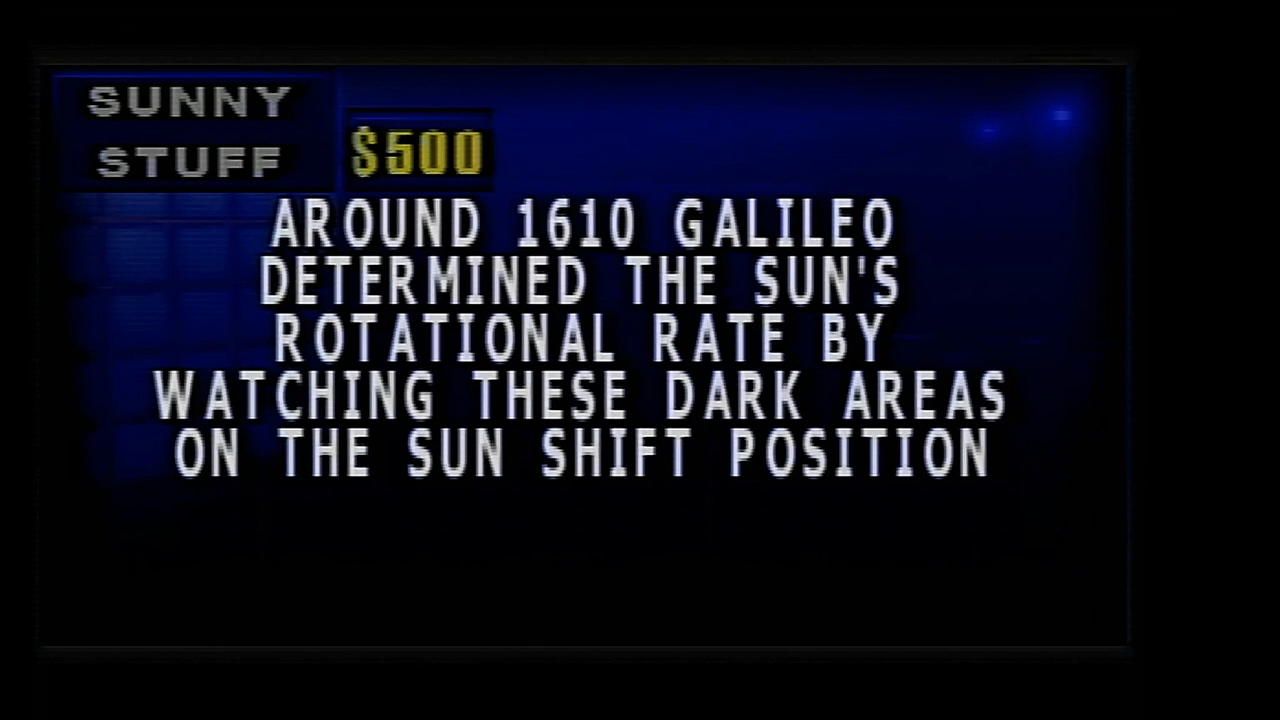 SUNNY
STUFF
$500
AROUND 1610 GALILEO
DETERMINED THE SUN'S
ROTATIONAL RATE BY
WATCHING THESE DARK AREAS
ON THE SUN SHIFT POSITION